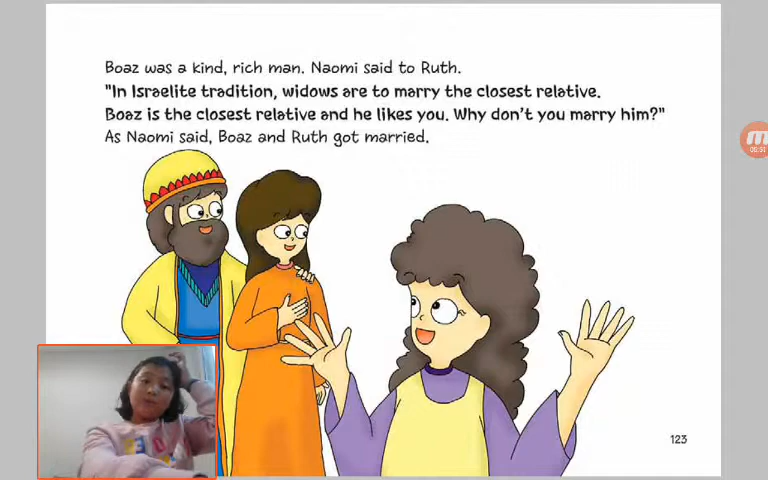 Boaz was a kind, rich man. Naomi said to Ruth.
"In Israelite tradition, widows are to marry the closest relative.
Boaz is the closest relative and he likes you. Why don't you marry him?"
As Naomi said, Boaz and Ruth got married.
123